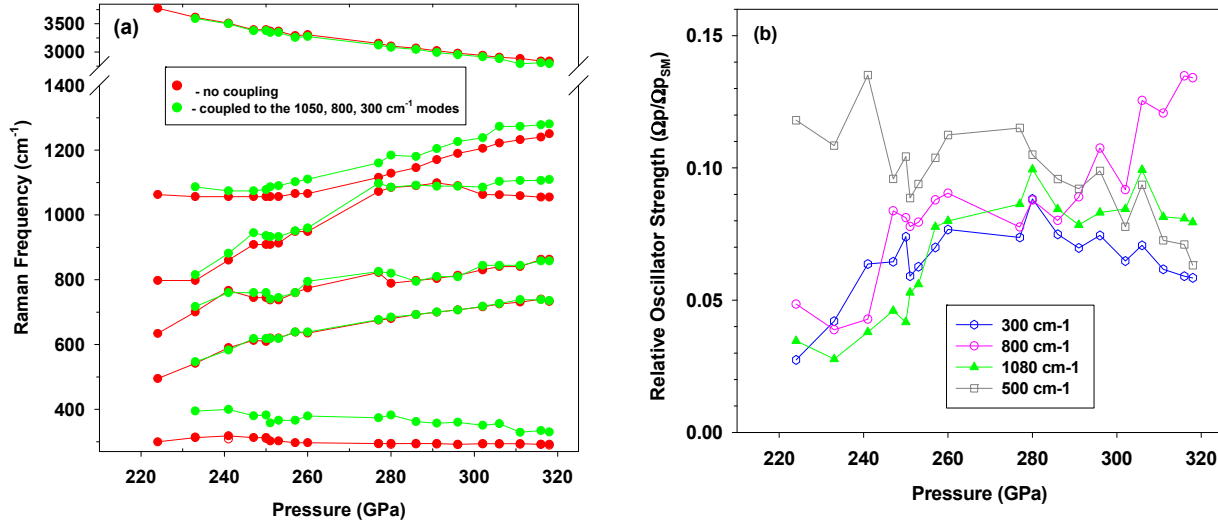 (a)
3500
3000
- no coupling
- coupled to the 1050, 800, 300 cm⁻¹ modes
1400
1200
1000
800
600
400
Raman Frequency (cm⁻¹)
220 240 260 280 300 320
Pressure (GPa)
(b)
0.15
0.10
0.05
0.00
Relative Oscillator Strength (Ωp/Ωp_SM)
300 cm-1
800 cm-1
1080 cm-1
500 cm-1
220 240 260 280 300 320
Pressure (GPa)